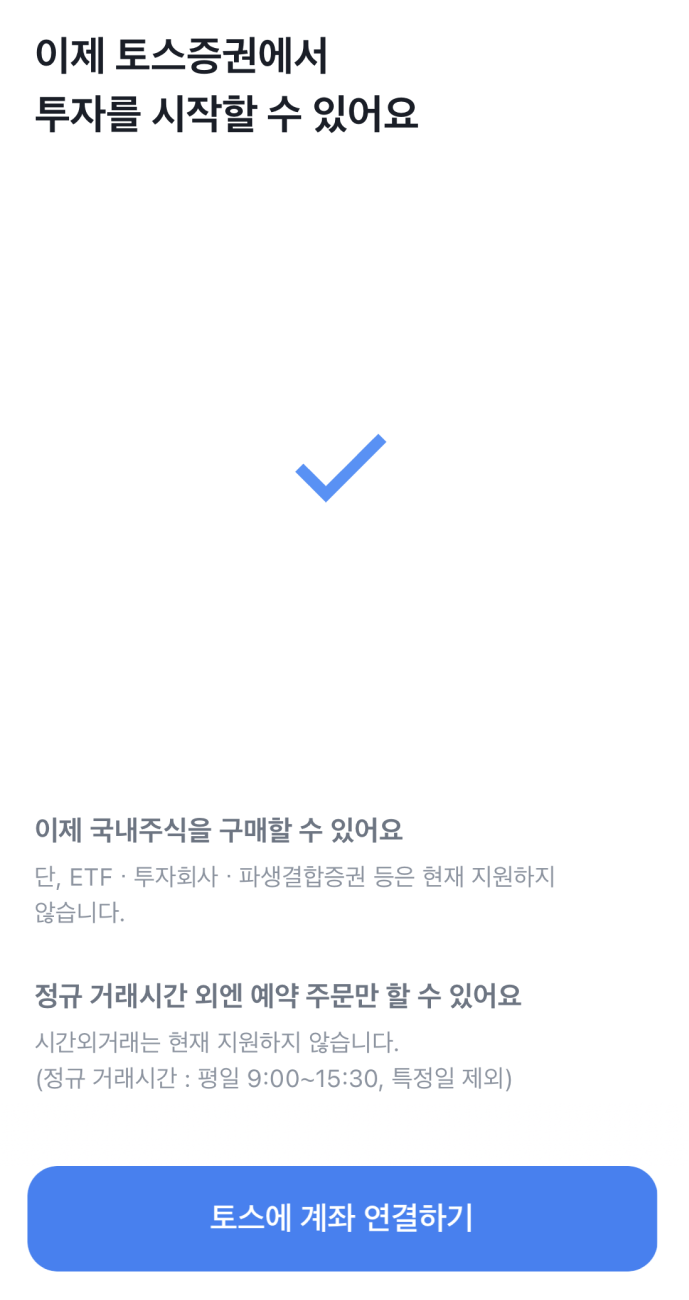 이제 토스증권에서
투자를 시작할 수 있어요
이제 국내주식을 구매할 수 있어요
단, ETF · 투자회사 · 파생결합증권 등은 현재 지원하지
않습니다.
정규 거래시간 외엔 예약 주문만 할 수 있어요
시간외거래는 현재 지원하지 않습니다.
(정규 거래시간 : 평일 9:00~15:30, 특정일 제외)
토스에 계좌 연결하기